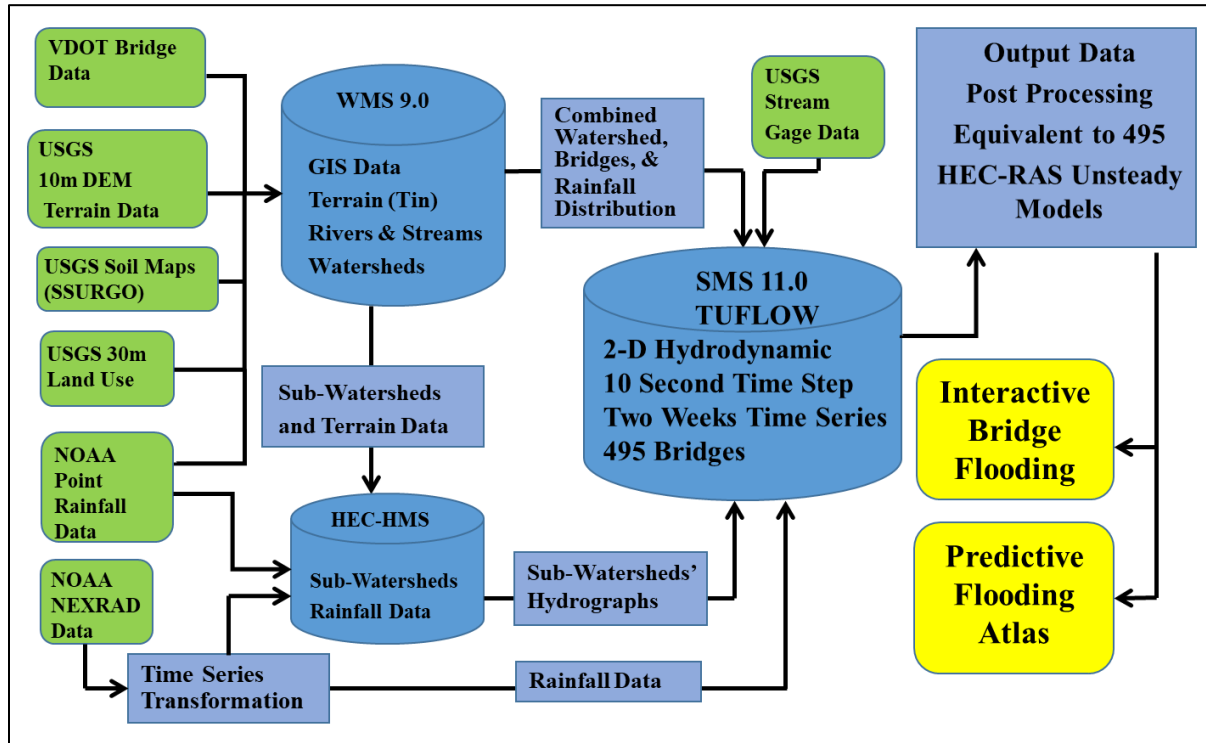 VDOT Bridge
Data
USGS
10m DEM
Terrain Data
USGS Soil Maps
(SSURGO)
USGS 30m
Land Use
NOAA
Point
Rainfall
Data
NOAA
NEXRAD
Data
Time Series
Transformation
WMS 9.0
GIS Data
Terrain (Tin)
Rivers & Streams
Watersheds
Sub-Watersheds
and Terrain Data
HEC-HMS
Sub-Watersheds
Rainfall Data
Combined
Watershed,
Bridges, &
Rainfall
Distribution
USGS
Stream
Gage Data
Sub-Watersheds’
Hydrographs
Rainfall Data
SMS 11.0
TUFLOW
2-D Hydrodynamic
10 Second Time Step
Two Weeks Time Series
495 Bridges
Output Data
Post Processing
Equivalent to 495
HEC-RAS Unsteady
Models
Interactive
Bridge
Flooding
Predictive
Flooding
Atlas